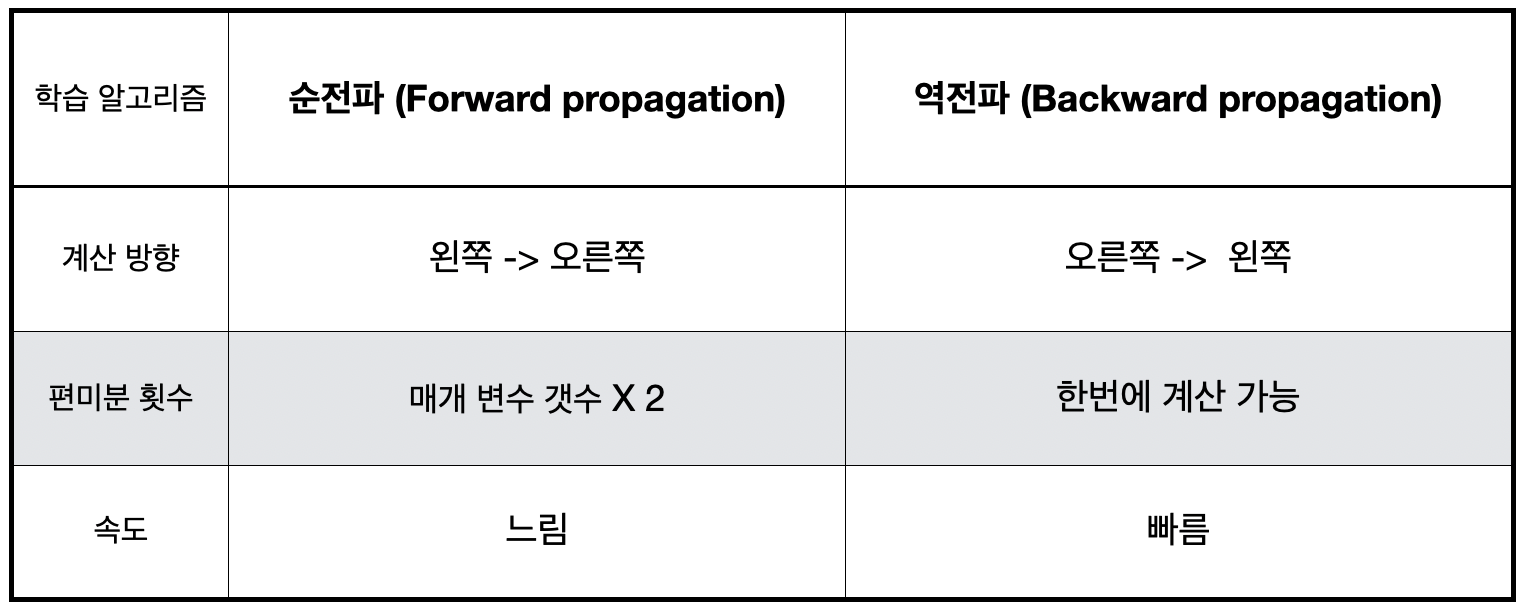 학습 알고리즘 순전파 (Forward propagation) 역전파 (Backward propagation)
계산 방향 왼쪽 -> 오른쪽 오른쪽 -> 왼쪽
편미분 횟수 매개 변수 갯수 X 2 한번에 계산 가능
속도 느림 빠름